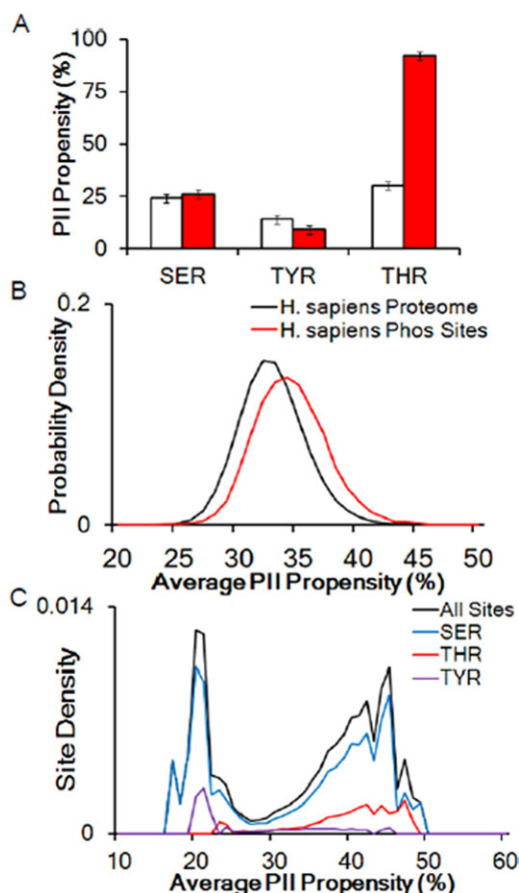 A
PII Propensity (%)
100
75
50
25
0
SER TYR THR
B
Probability Density
0.2
0
H. sapiens Proteome
H. sapiens Phos Sites
20 25 30 35 40 45 50
Average PII Propensity (%)
C
Site Density
0.014
0
All Sites
SER
THR
TYR
10 20 30 40 50 60
Average PII Propensity (%)